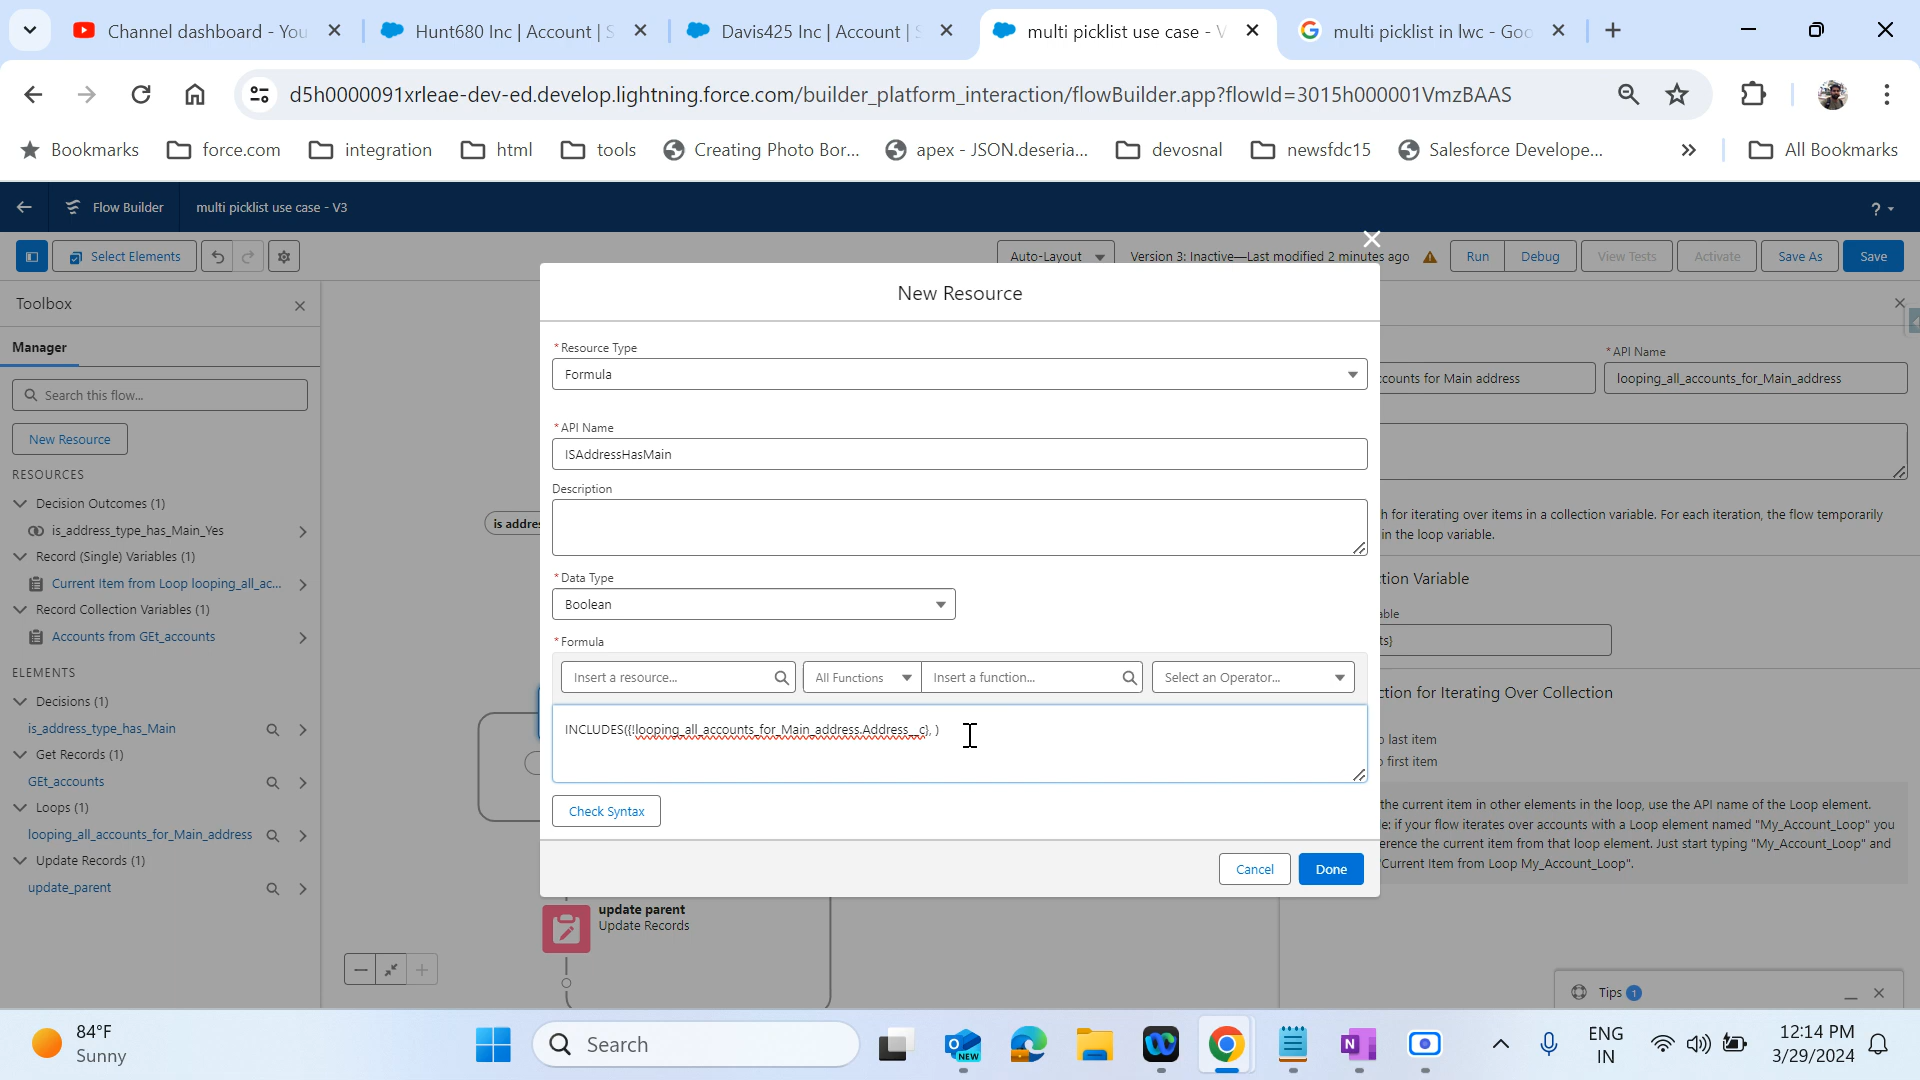 Channel dashboard - You
Hunt680 Inc | Account | S
Davis425 Inc | Account | S
multi picklist use case - V
multi picklist in lwc - Goo
d5h0000091xrleae-dev-ed.develop.lightning.force.com/builder_platform_interaction/flowBuilder.app?flowId=3015h000001VmzBAAS
Bookmarks
force.com
integration
html
tools
Creating Photo Bor...
apex - JSON.deseria...
devosnal
newsfdc15
Salesforce Develope...
»
All Bookmarks
Flow Builder
multi picklist use case - V3
?
Select Elements
Auto-Layout
Version 3: Inactive—Last modified 2 minutes ago
Run
Debug
View Tests
Activate
Save As
Save
Toolbox
Manager
Search this flow...
New Resource
RESOURCES
Decision Outcomes (1)
is_address_type_has_Main_Yes
Record (Single) Variables (1)
Current Item from Loop looping_all_ac...
Record Collection Variables (1)
Accounts from GEt_accounts
ELEMENTS
Decisions (1)
is_address_type_has_Main
Get Records (1)
GEt_accounts
Loops (1)
looping_all_accounts_for_Main_address
Update Records (1)
update_parent
is addre
update parent
Update Records
New Resource
* Resource Type
Formula
* API Name
ISAddressHasMain
Description
* Data Type
Boolean
* Formula
Insert a resource...
All Functions
Insert a function...
Select an Operator...
INCLUDES({!looping_all_accounts_for_Main_address.Address__c}, )
Check Syntax
Cancel
Done
* API Name
counts for Main address
looping_all_accounts_for_Main_address
h for iterating over items in a collection variable. For each iteration, the flow temporarily
in the loop variable.
tion Variable
able
ts}
ction for Iterating Over Collection
o last item
o first item
the current item in other elements in the loop, use the API name of the Loop element.
e: if your flow iterates over accounts with a Loop element named "My_Account_Loop" you
erence the current item from that loop element. Just start typing "My_Account_Loop" and
"Current Item from Loop My_Account_Loop".
Tips 1
84°F
Sunny
Search
NEW
N
ENG
IN
12:14 PM
3/29/2024